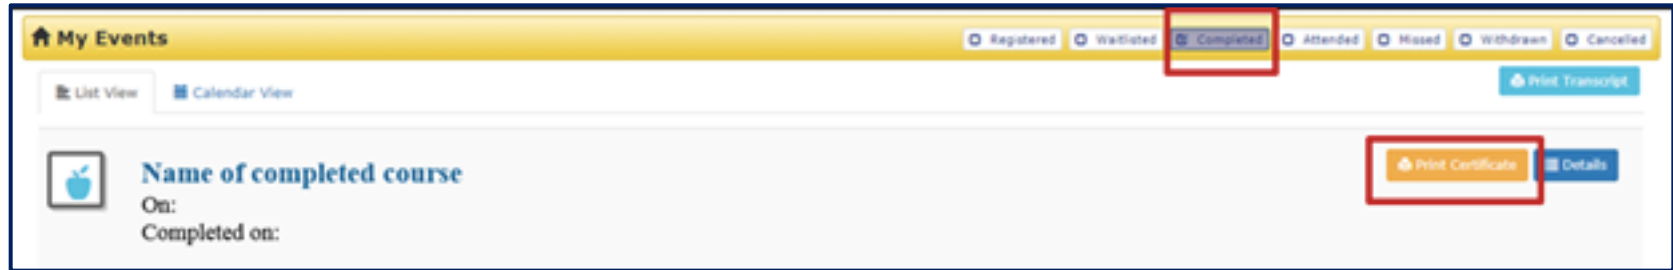 My Events Registered Waitlisted Completed Attended Missed Withdrawn Cancelled
List View Calendar View Print Transcript
Name of completed course Print Certificate Details
On:
Completed on: